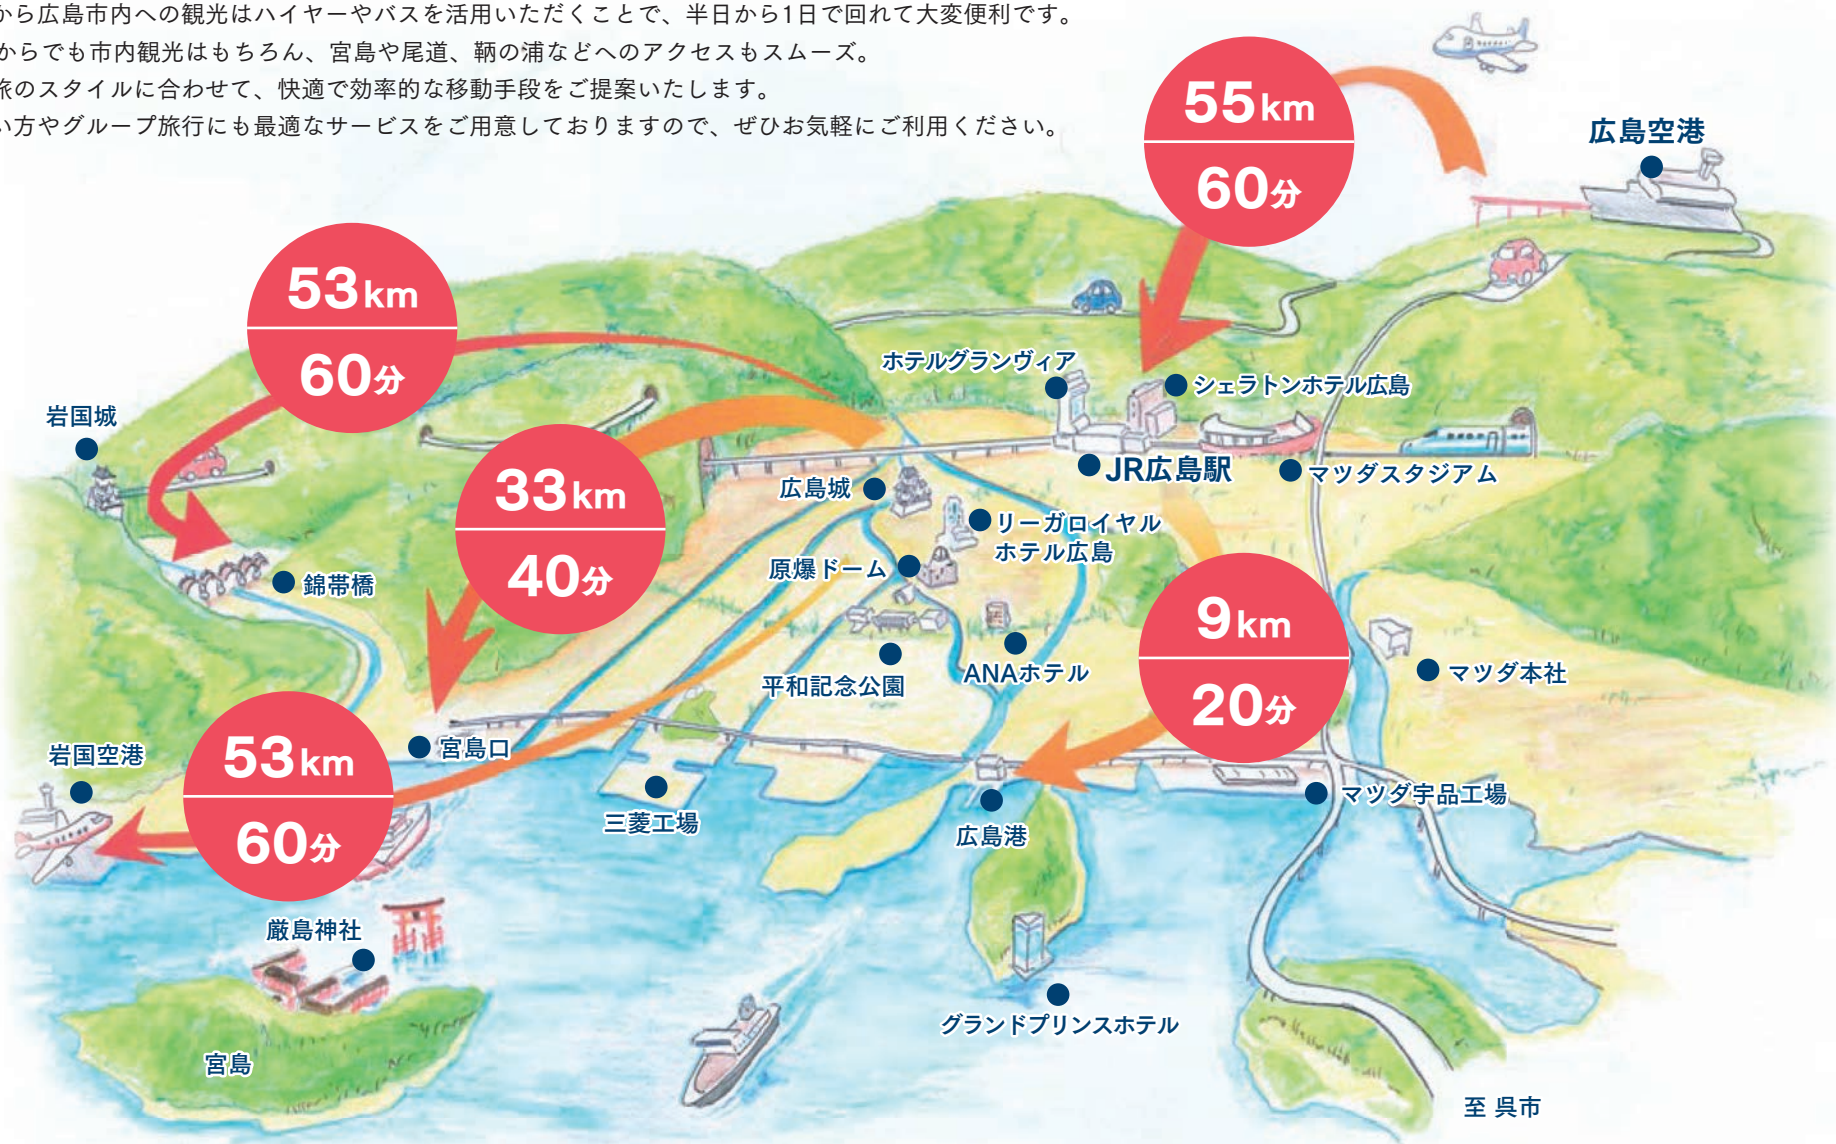 から広島市内への観光はハイヤーやバスを活用いただくことで、半日から1日で回れて大変便利です。
からでも市内観光はもちろん、宮島や尾道、鞆の浦などへのアクセスもスムーズ。
旅のスタイルに合わせて、快適で効率的な移動手段をご提案いたします。
い方やグループ旅行にも最適なサービスをご用意しておりますので、ぜひお気軽にご利用ください。
55km
60分
広島空港
53km
60分
ホテルグランヴィア
シェラトンホテル広島
岩国城
JR広島駅
マツダスタジアム
33km
40分
広島城
リーガロイヤル
ホテル広島
原爆ドーム
錦帯橋
9km
20分
平和記念公園
ANAホテル
マツダ本社
宮島口
岩国空港
53km
60分
三菱工場
広島港
マツダ宇品工場
厳島神社
グランドプリンスホテル
宮島
至 呉市